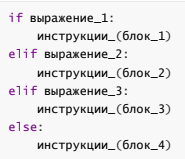 if выражение_1:
    инструкции_(блок_1)
elif выражение_2:
    инструкции_(блок_2)
elif выражение_3:
    инструкции_(блок_3)
else:
    инструкции_(блок_4)